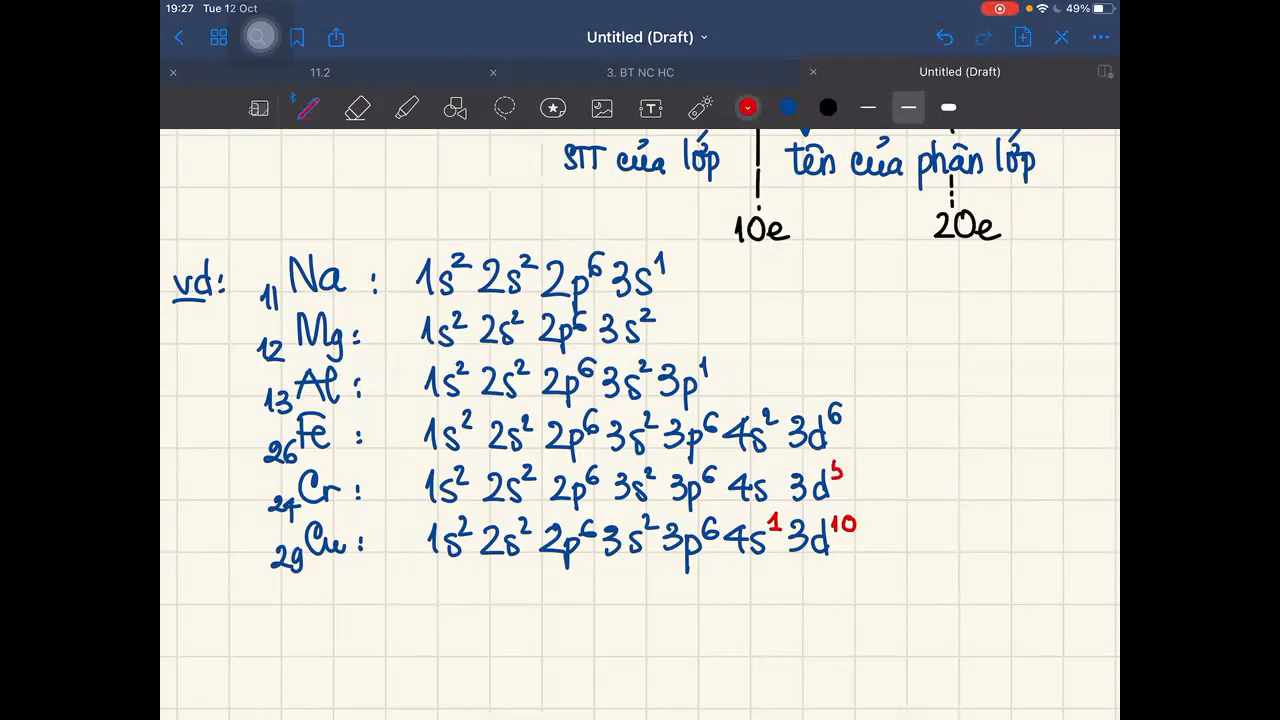 19:27 Tue 12 Oct 49%
Untitled (Draft)
11.2 3. BT NC HC Untitled (Draft)
STT của lớp tên của phân lớp
10e 20e
vd: ₁₁Na : 1s² 2s² 2p⁶ 3s¹
₁₂Mg : 1s² 2s² 2p⁶ 3s²
₁₃Al : 1s² 2s² 2p⁶ 3s² 3p¹
₂₆Fe : 1s² 2s² 2p⁶ 3s² 3p⁶ 4s² 3d⁶
₂₄Cr : 1s² 2s² 2p⁶ 3s² 3p⁶ 4s 3d⁵
₂₉Cu : 1s² 2s² 2p⁶ 3s² 3p⁶ 4s¹ 3d¹⁰